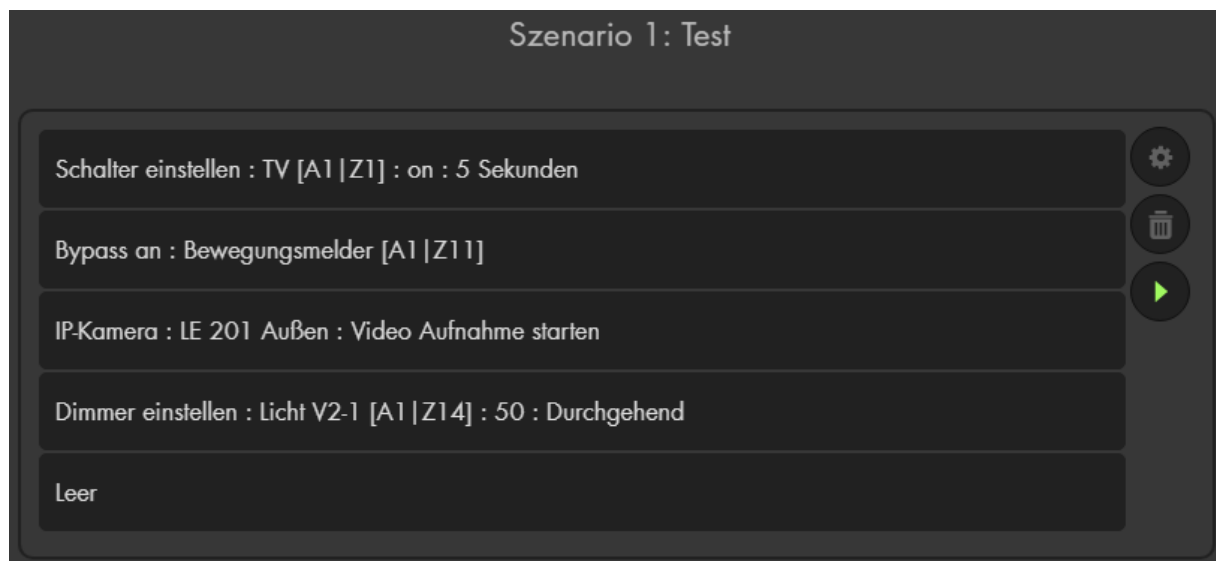 Szenario 1: Test
Schalter einstellen : TV [A1|Z1] : on : 5 Sekunden
Bypass an : Bewegungsmelder [A1|Z11]
IP-Kamera : LE 201 Außen : Video Aufnahme starten
Dimmer einstellen : Licht V2-1 [A1|Z14] : 50 : Durchgehend
Leer